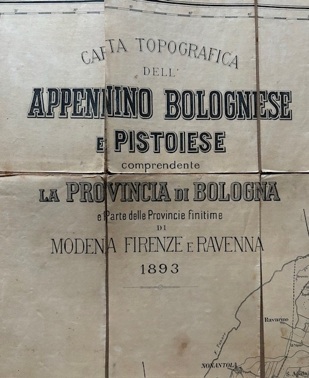 CARTA TOPOGRAFICA
DELL'
APPENNINO BOLOGNESE
E PISTOIESE
comprendente
LA PROVINCIA DI BOLOGNA
e Parte delle Provincie finitime
DI
MODENA FIRENZE E RAVENNA
1893
Ravarino
NONANTOLA